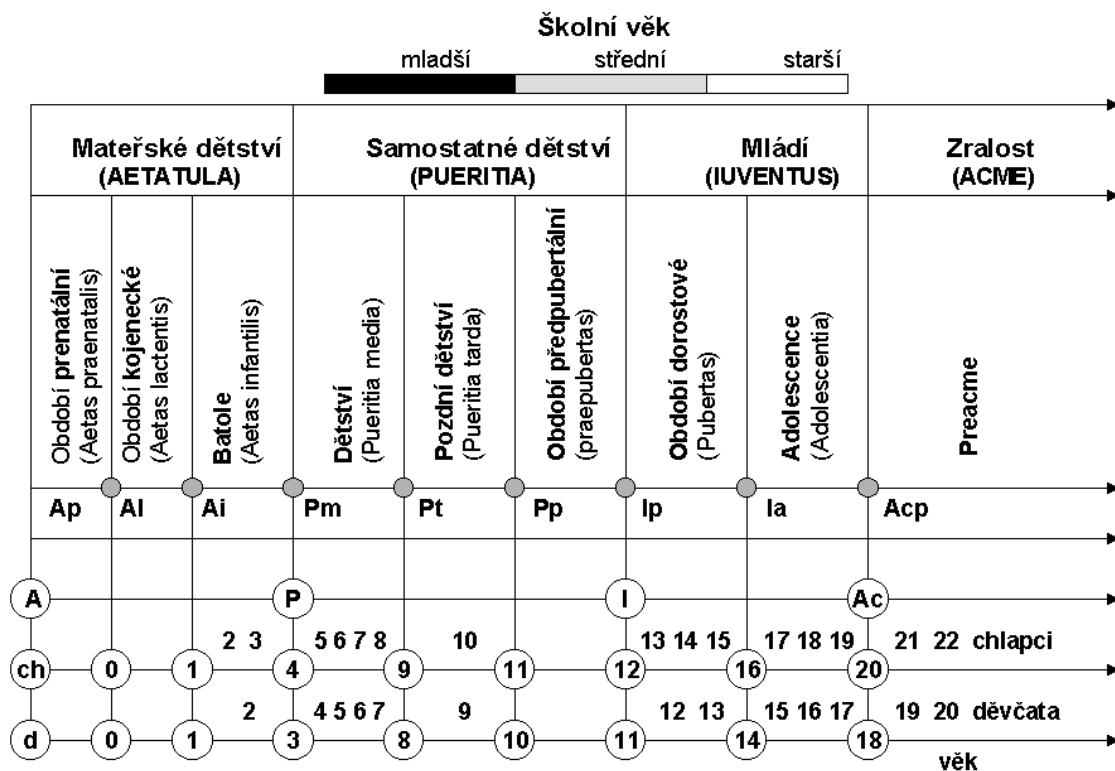 Školní věk
mladší střední starší
Mateřské dětství Samostatné dětství Mládí Zralost
(AETATULA) (PUERITIA) (IUVENTUS) (ACME)
Období prenatální
(Aetas praenatalis)
Období kojenecké
(Aetas lactentis)
Batole
(Aetas infantilis)
Dětství
(Pueritia media)
Pozdní dětství
(Pueritia tarda)
Období předpubertální
(praepubertas)
Období dorostové
(Pubertas)
Adolescence
(Adolescentia)
Preacme
Ap Al Ai Pm Pt Pp Ip Ia Acp
A P I Ac
2 3 5 6 7 8 10 13 14 15 17 18 19 21 22 chlapci
ch 0 1 4 9 11 12 16 20
2 4 5 6 7 9 12 13 15 16 17 19 20 děvčata
d 0 1 3 8 10 11 14 18
věk